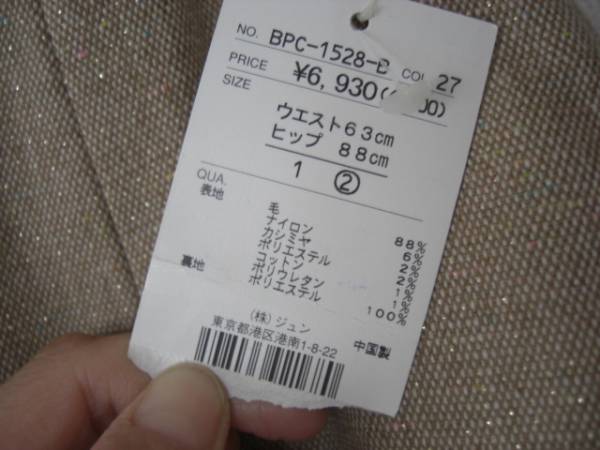 NO. BPC-1528-B COL 27
PRICE ¥6,930( 00)
SIZE
ウエスト63cm
ヒップ 88cm
1 ②
QUA.
表地 毛 88%
ナイロン 6%
カシミヤ 2%
ポリエステル 2%
コットン 1%
ポリウレタン 1%
裏地 ポリエステル 100%
(株)ジュン
東京都港区港南1-8-22 中国製